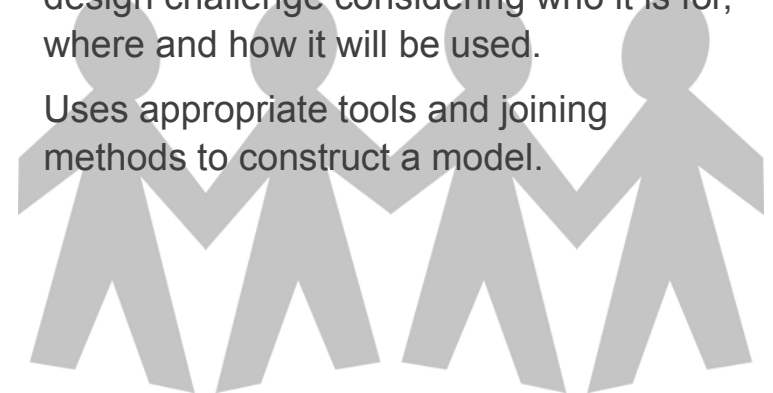 design challenge considering who it is for,
where and how it will be used.
Uses appropriate tools and joining
methods to construct a model.